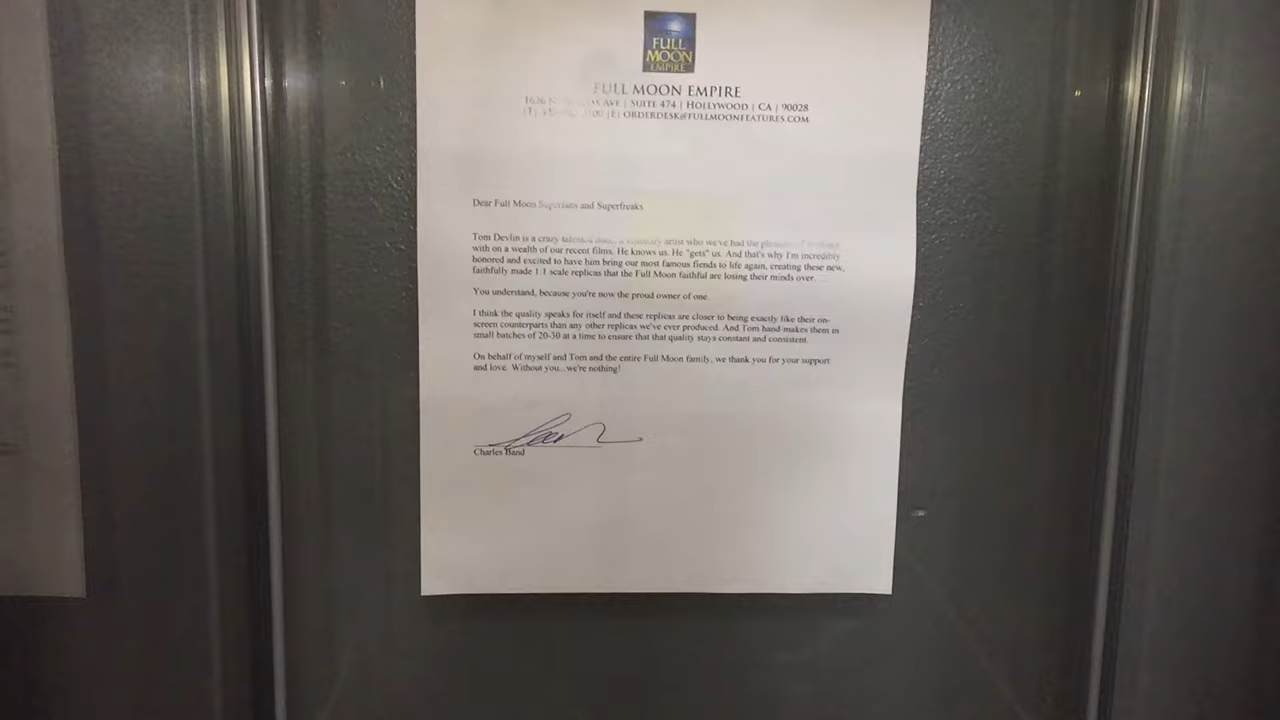 FULL
MOON
EMPIRE
FULL MOON EMPIRE
1626 N. AVE | SUITE 474 | HOLLYWOOD | CA | 90028
|E| ORDERDESK@FULLMOONFEATURES.COM
Dear Full Moon Superfans and Superfreaks
Tom Devlin is a crazy talented dude, a visionary artist who we've had the pleasure of working
with on a wealth of our recent films. He knows us. He "gets" us. And that's why I'm incredibly
honored and excited to have him bring our most famous fiends to life again, creating these new,
faithfully made 1:1 scale replicas that the Full Moon faithful are losing their minds over.
You understand, because you're now the proud owner of one.
I think the quality speaks for itself and these replicas are closer to being exactly like their on-
screen counterparts than any other replicas we've ever produced. And Tom hand-makes them in
small batches of 20-30 at a time to ensure that that quality stays constant and consistent.
On behalf of myself and Tom and the entire Full Moon family, we thank you for your support
and love. Without you...we're nothing!
Charles Band